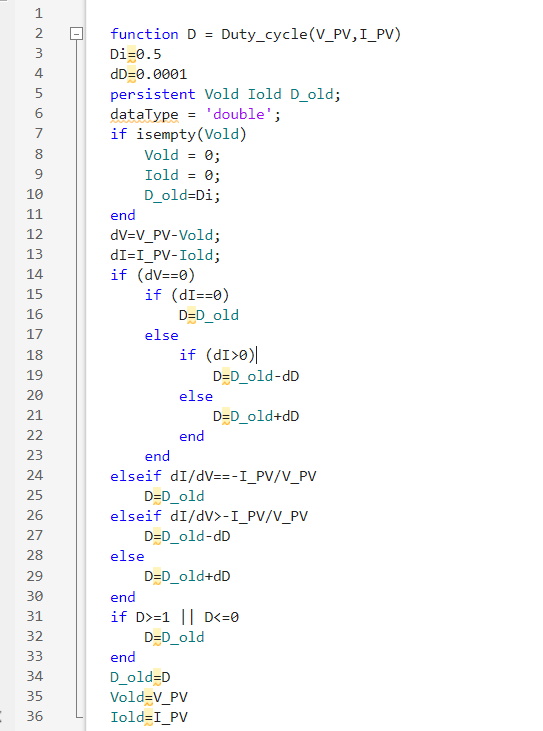 1
2 function D = Duty_cycle(V_PV,I_PV)
3 Di=0.5
4 dD=0.0001
5 persistent Vold Iold D_old;
6 dataType = 'double';
7 if isempty(Vold)
8 Vold = 0;
9 Iold = 0;
10 D_old=Di;
11 end
12 dV=V_PV-Vold;
13 dI=I_PV-Iold;
14 if (dV==0)
15 if (dI==0)
16 D=D_old
17 else
18 if (dI>0)
19 D=D_old-dD
20 else
21 D=D_old+dD
22 end
23 end
24 elseif dI/dV==-I_PV/V_PV
25 D=D_old
26 elseif dI/dV>-I_PV/V_PV
27 D=D_old-dD
28 else
29 D=D_old+dD
30 end
31 if D>=1 || D<=0
32 D=D_old
33 end
34 D_old=D
35 Vold=V_PV
36 Iold=I_PV